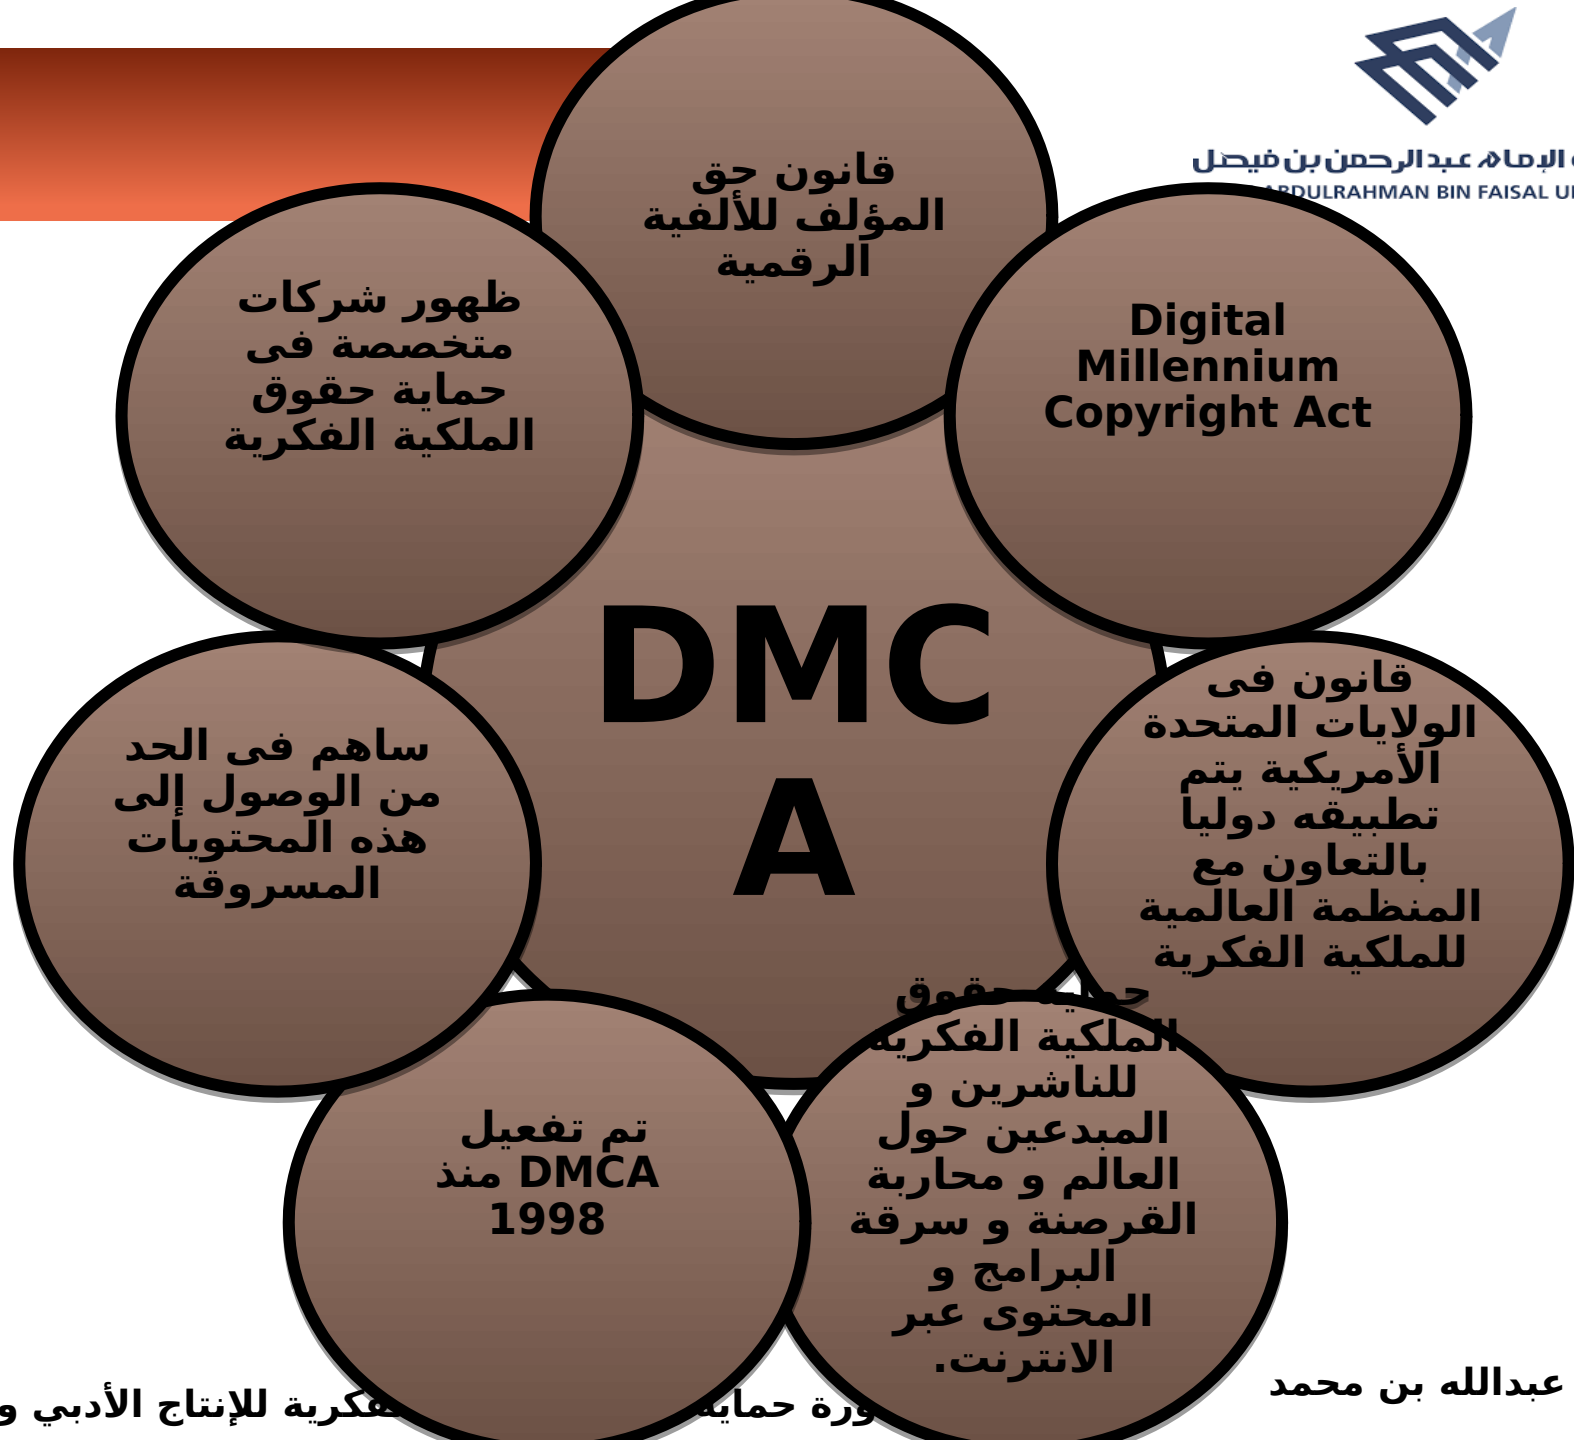 الإمام عبدالرحمن بن فيصل
ABDULRAHMAN BIN FAISAL
قانون حق
المؤلف للألفية
الرقمية
Digital
Millennium
Copyright Act
قانون فى
الولايات المتحدة
الأمريكية يتم
تطبيقه دوليا
بالتعاون مع
المنظمة العالمية
للملكية الفكرية
حماية حقوق
الملكية الفكرية
للناشرين و
المبدعين حول
العالم و محاربة
القرصنة و سرقة
البرامج و
المحتوى عبر
الانترنت.
تم تفعيل
DMCA منذ
1998
ساهم فى الحد
من الوصول إلى
هذه المحتويات
المسروقة
ظهور شركات
متخصصة فى
حماية حقوق
الملكية الفكرية
DMC
A
عبدالله بن محمد
حماية
للإنتاج الأدبي و